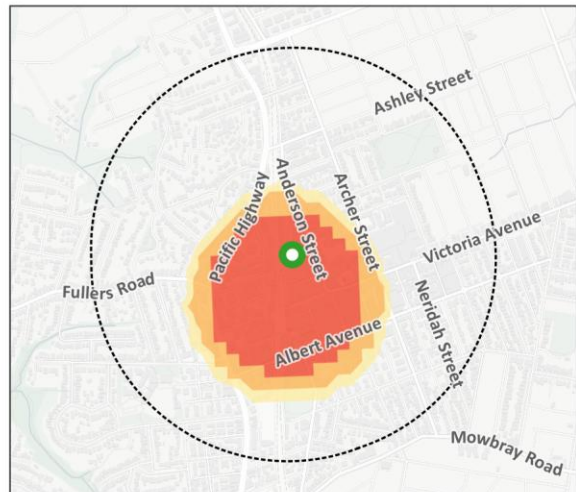 Ashley Street
Pacific Highway
Anderson Street
Archer Street
Victoria Avenue
Fullers Road
Neridah Street
Albert Avenue
Mowbray Road